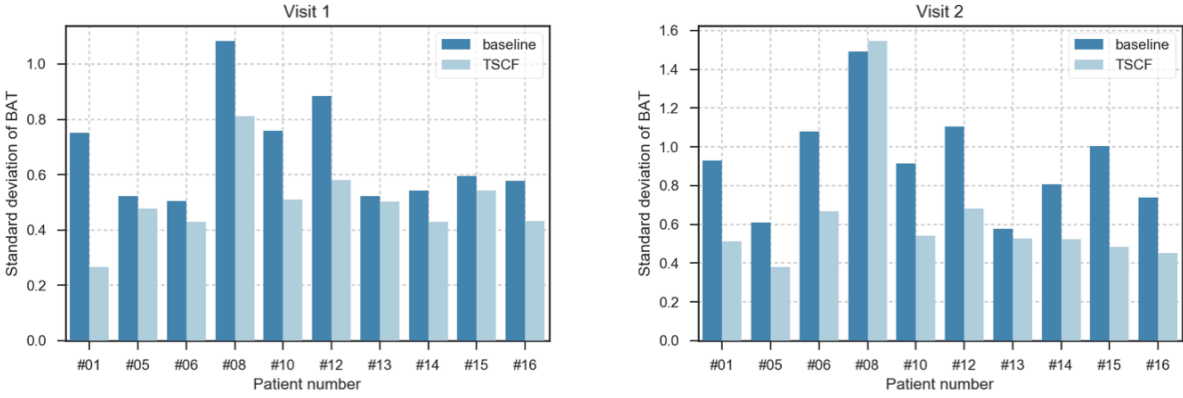 Visit 1
Standard deviation of BAT
1.0
0.8
0.6
0.4
0.2
0.0
baseline
TSCF
#01 #05 #06 #08 #10 #12 #13 #14 #15 #16
Patient number
Visit 2
Standard deviation of BAT
1.6
1.4
1.2
1.0
0.8
0.6
0.4
0.2
0.0
baseline
TSCF
#01 #05 #06 #08 #10 #12 #13 #14 #15 #16
Patient number